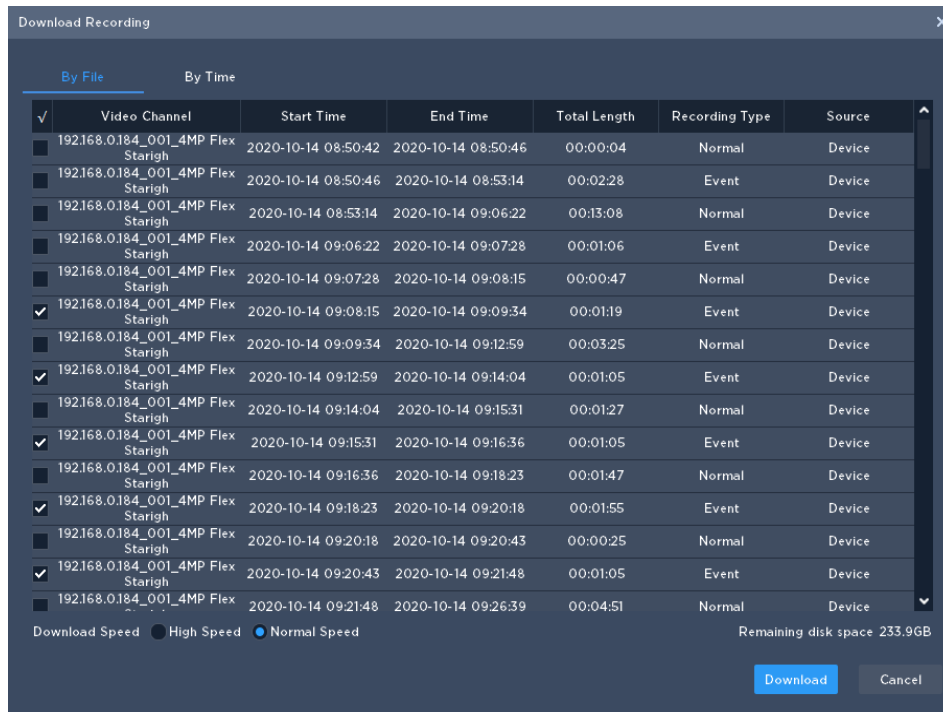 Download Recording
By File By Time
√ Video Channel Start Time End Time Total Length Recording Type Source
192.168.0.184_001_4MP Flex
Starigh 2020-10-14 08:50:42 2020-10-14 08:50:46 00:00:04 Normal Device
192.168.0.184_001_4MP Flex
Starigh 2020-10-14 08:50:46 2020-10-14 08:53:14 00:02:28 Event Device
192.168.0.184_001_4MP Flex
Starigh 2020-10-14 08:53:14 2020-10-14 09:06:22 00:13:08 Normal Device
192.168.0.184_001_4MP Flex
Starigh 2020-10-14 09:06:22 2020-10-14 09:07:28 00:01:06 Event Device
192.168.0.184_001_4MP Flex
Starigh 2020-10-14 09:07:28 2020-10-14 09:08:15 00:00:47 Normal Device
192.168.0.184_001_4MP Flex
Starigh 2020-10-14 09:08:15 2020-10-14 09:09:34 00:01:19 Event Device
192.168.0.184_001_4MP Flex
Starigh 2020-10-14 09:09:34 2020-10-14 09:12:59 00:03:25 Normal Device
192.168.0.184_001_4MP Flex
Starigh 2020-10-14 09:12:59 2020-10-14 09:14:04 00:01:05 Event Device
192.168.0.184_001_4MP Flex
Starigh 2020-10-14 09:14:04 2020-10-14 09:15:31 00:01:27 Normal Device
192.168.0.184_001_4MP Flex
Starigh 2020-10-14 09:15:31 2020-10-14 09:16:36 00:01:05 Event Device
192.168.0.184_001_4MP Flex
Starigh 2020-10-14 09:16:36 2020-10-14 09:18:23 00:01:47 Normal Device
192.168.0.184_001_4MP Flex
Starigh 2020-10-14 09:18:23 2020-10-14 09:20:18 00:01:55 Event Device
192.168.0.184_001_4MP Flex
Starigh 2020-10-14 09:20:18 2020-10-14 09:20:43 00:00:25 Normal Device
192.168.0.184_001_4MP Flex
Starigh 2020-10-14 09:20:43 2020-10-14 09:21:48 00:01:05 Event Device
192.168.0.184_001_4MP Flex
2020-10-14 09:21:48 2020-10-14 09:26:39 00:04:51 Normal Device
Download Speed High Speed Normal Speed Remaining disk space 233.9GB
Download Cancel